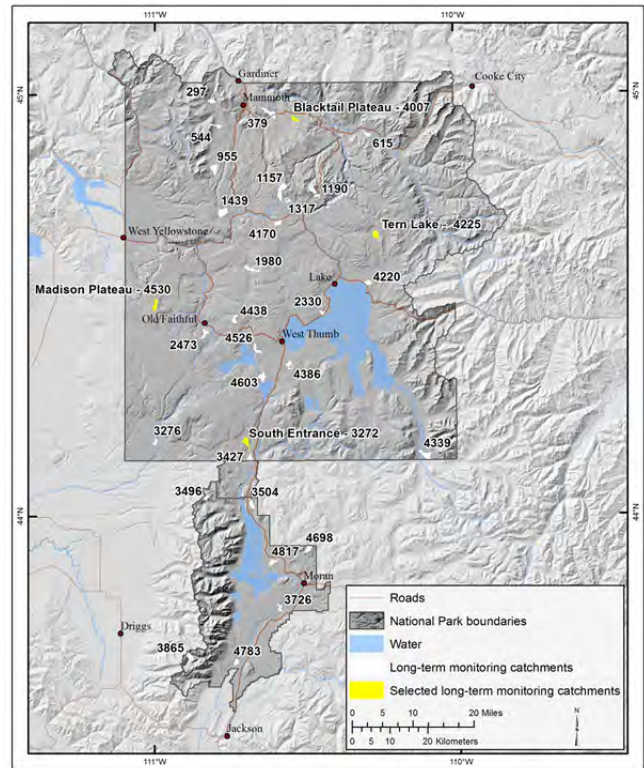 111°W
110°W
Gardiner
Cooke City
45°N
45°N
297
Mammoth
Blacktail Plateau - 4007
379
544
615
955
1157
1190
1439
1317
Tern Lake - 4225
West Yellowstone
4170
1980
Lake
4220
Madison Plateau - 4530
2330
4438
Old Faithful
West Thumb
2473
4526
4386
4603
3276
South Entrance - 3272
4339
3427
3496
3504
44°N
44°N
4698
4817
Moran
3726
Driggs
3865
4783
Jackson
Roads
National Park boundaries
Water
Long-term monitoring catchments
Selected long-term monitoring catchments
0 5 10 20 Miles
0 5 10 20 Kilometers
N
111°W
110°W